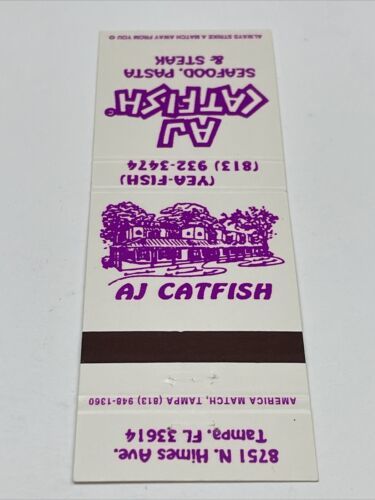 ALWAYS STRIKE A MATCH AWAY FROM YOU ©
SEAFOOD, PASTA
& STEAK
AJ
CATFISH©
(813) 932-3474
(YEA-FISH)
AJ CATFISH
AMERICA MATCH, TAMPA (813) 948-1360
8751 N. Himes Ave.
Tampa, FL 33614